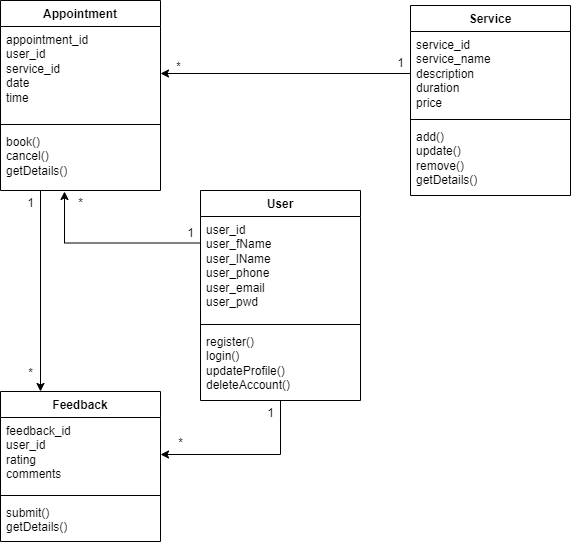 Appointment
appointment_id
user_id
service_id
date
time
book()
cancel()
getDetails()
*
1
Service
service_id
service_name
description
duration
price
add()
update()
remove()
getDetails()
1
*
*
1
User
user_id
user_fName
user_lName
user_phone
user_email
user_pwd
register()
login()
updateProfile()
deleteAccount()
*
1
*
Feedback
feedback_id
user_id
rating
comments
submit()
getDetails()